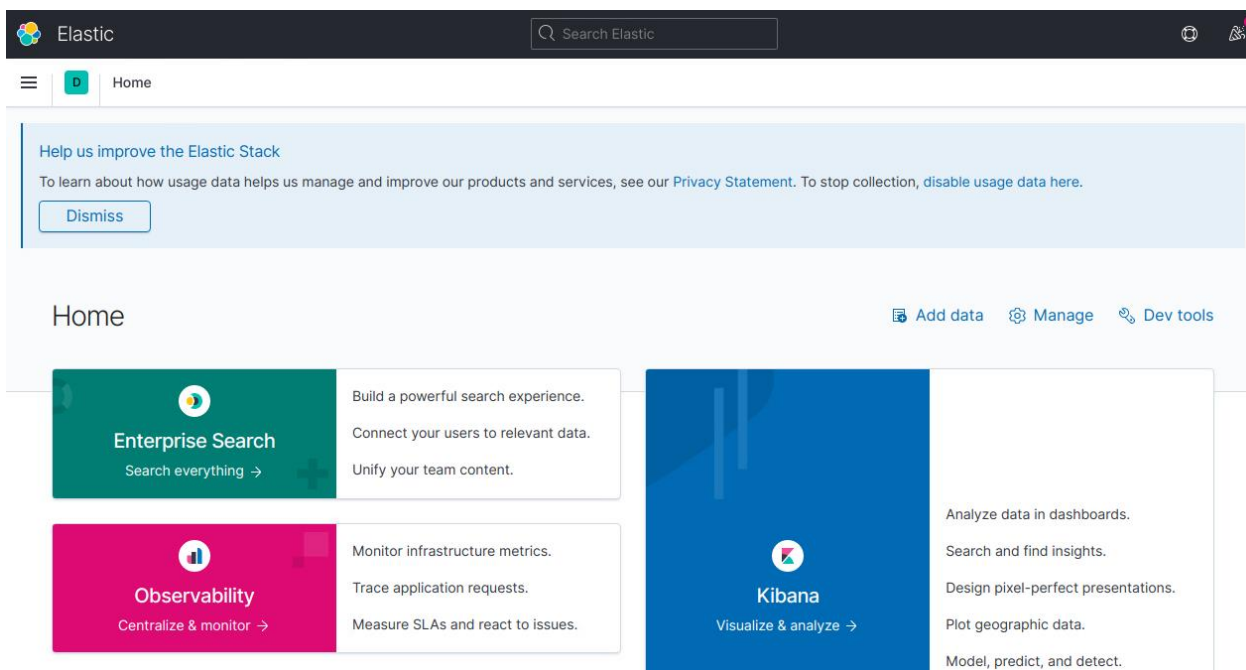 Elastic
Search Elastic
D
Home
Help us improve the Elastic Stack
To learn about how usage data helps us manage and improve our products and services, see our Privacy Statement. To stop collection, disable usage data here.
Dismiss
Home
Add data
Manage
Dev tools
Enterprise Search
Search everything →
Build a powerful search experience.
Connect your users to relevant data.
Unify your team content.
Observability
Centralize & monitor →
Monitor infrastructure metrics.
Trace application requests.
Measure SLAs and react to issues.
Kibana
Visualize & analyze →
Analyze data in dashboards.
Search and find insights.
Design pixel-perfect presentations.
Plot geographic data.
Model, predict, and detect.